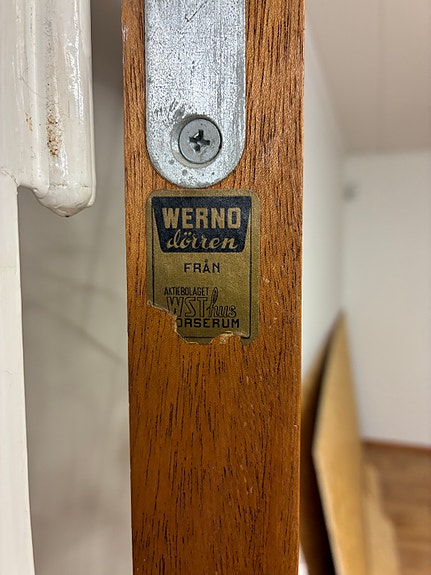 WERNO
dörren
FRÅN
AKTIEBOLAGET
WST hus
ORSERUM